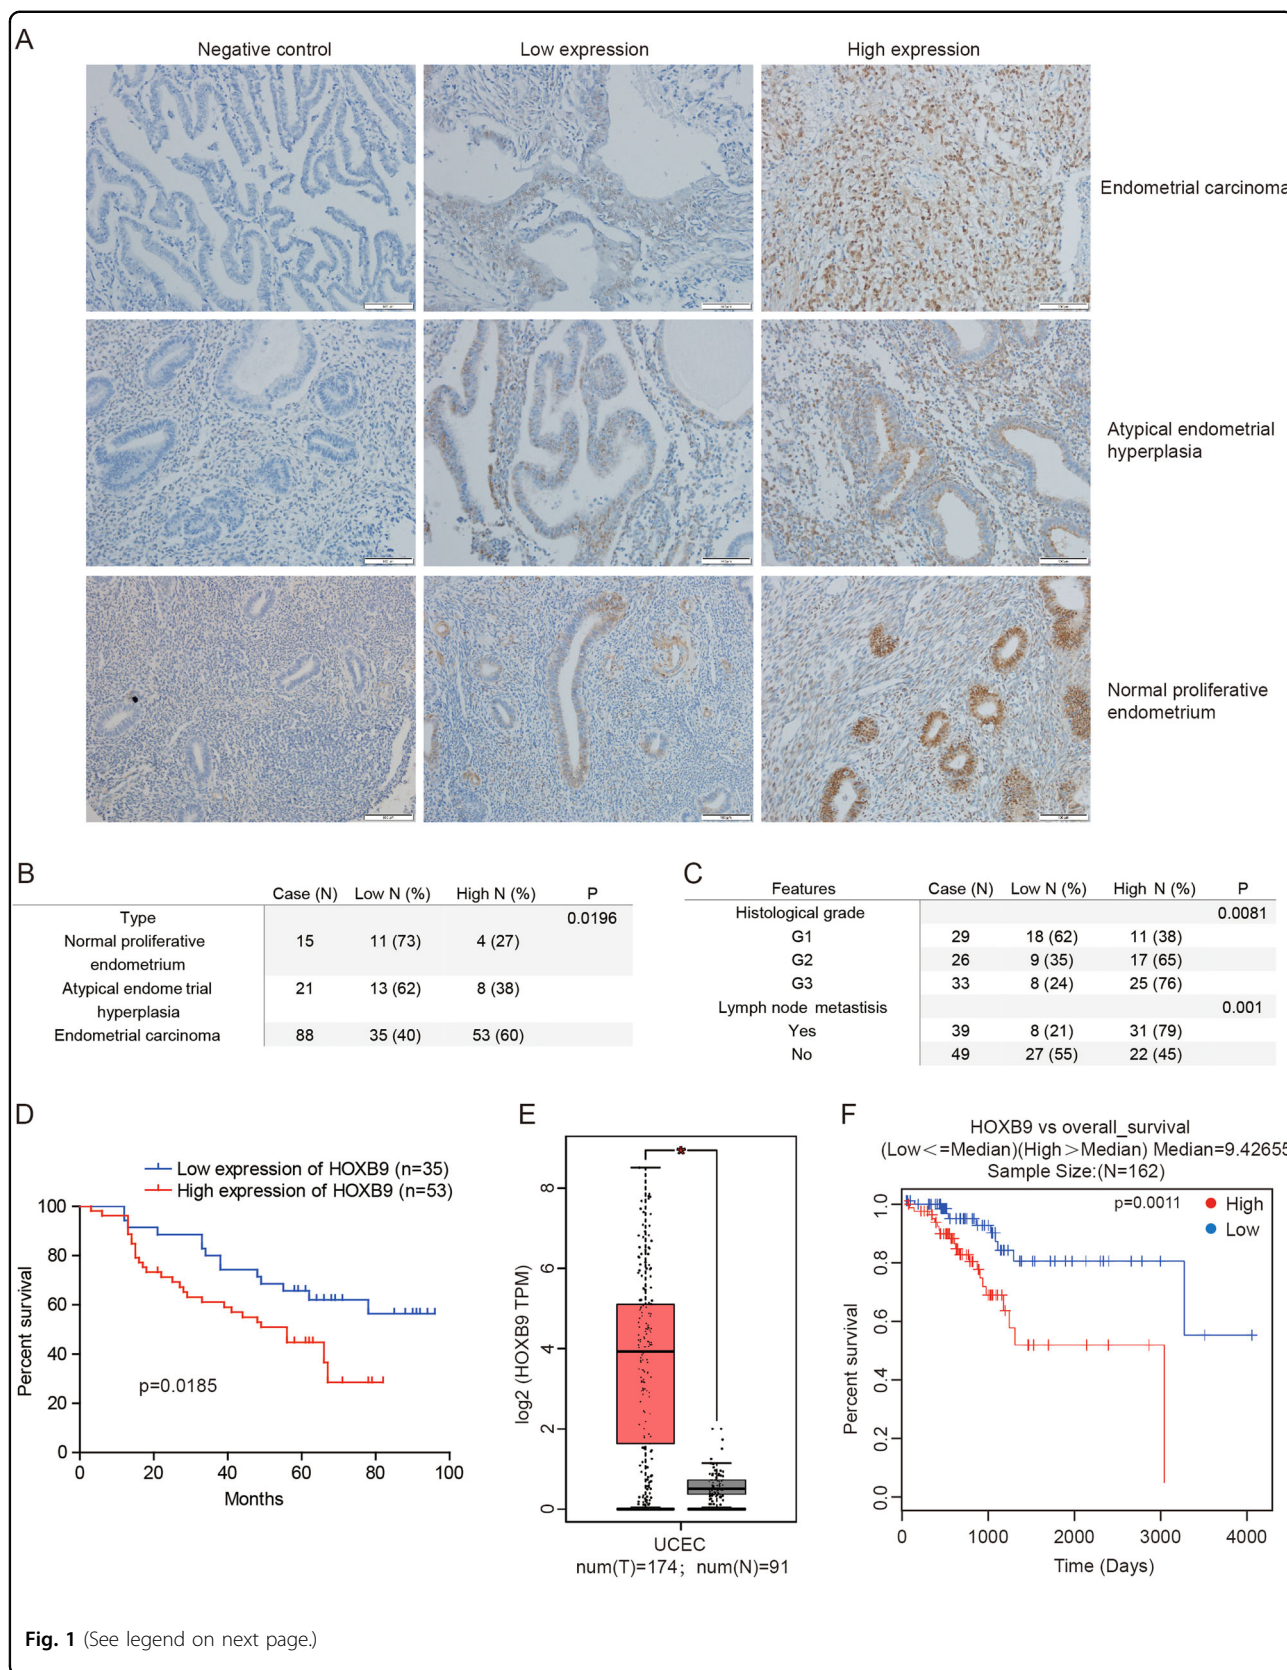 A
Negative control Low expression High expression
Endometrial carcinoma
Atypical endometrial
hyperplasia
Normal proliferative
endometrium
B
Case (N) Low N (%) High N (%) P
Type 0.0196
Normal proliferative 15 11 (73) 4 (27)
endometrium
Atypical endome trial 21 13 (62) 8 (38)
hyperplasia
Endometrial carcinoma 88 35 (40) 53 (60)
C
Features Case (N) Low N (%) High N (%) P
Histological grade 0.0081
G1 29 18 (62) 11 (38)
G2 26 9 (35) 17 (65)
G3 33 8 (24) 25 (76)
Lymph node metastisis 0.001
Yes 39 8 (21) 31 (79)
No 49 27 (55) 22 (45)
D
Low expression of HOXB9 (n=35)
High expression of HOXB9 (n=53)
100
80
60
40
20
0
Percent survival
p=0.0185
0 20 40 60 80 100
Months
E
*
8
6
4
2
0
log2 (HOXB9 TPM)
UCEC
num(T)=174; num(N)=91
F
HOXB9 vs overall_survival
(Low<=Median)(High>Median) Median=9.42655
Sample Size:(N=162)
p=0.0011
High
Low
1.0
0.8
0.6
0.4
0.2
0.0
Percent survival
0 1000 2000 3000 4000
Time (Days)
Fig. 1 (See legend on next page.)